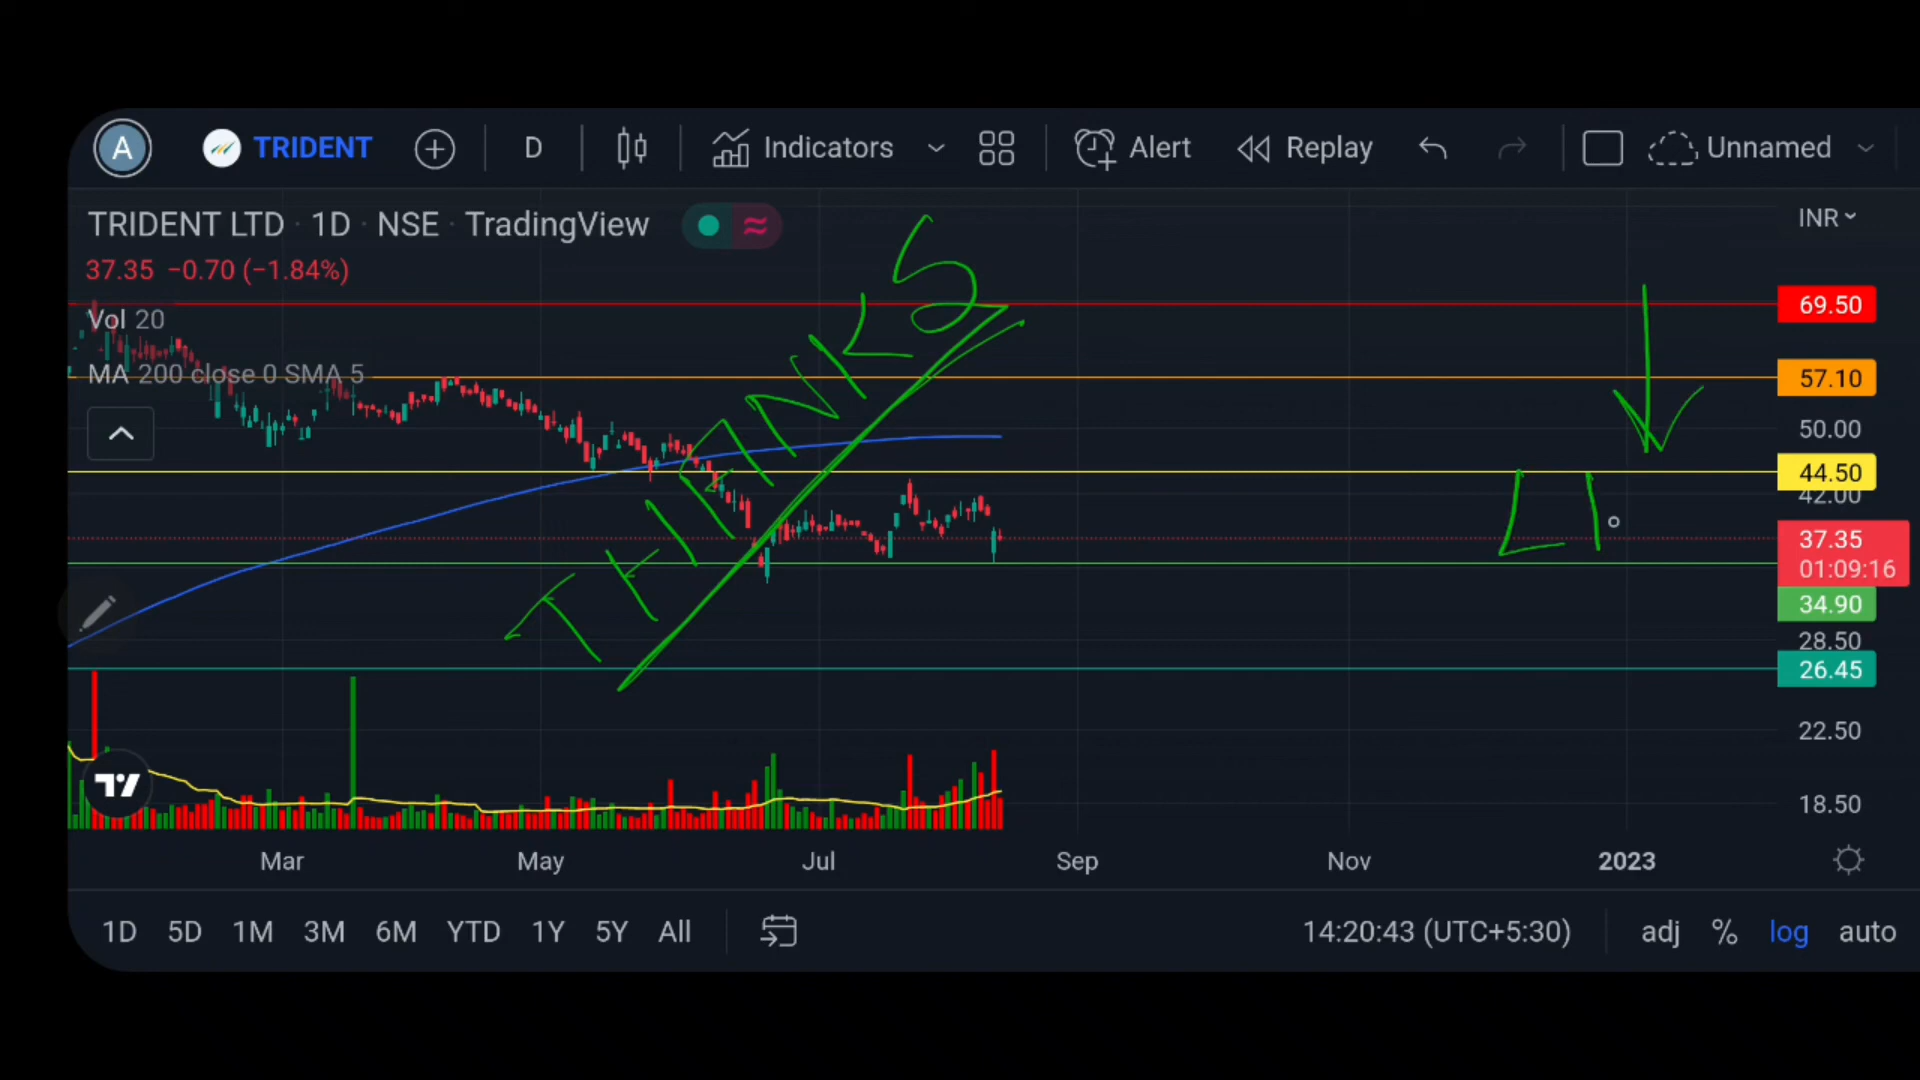 A TRIDENT D Indicators Alert Replay Unnamed
TRIDENT LTD · 1D · NSE · TradingView
INR
37.35 −0.70 (−1.84%)
69.50
Vol 20
MA 200 close 0 SMA 5
57.10
50.00
44.50
42.00
37.35
01:09:16
34.90
28.50
26.45
22.50
18.50
THANKS
LI
Mar May Jul Sep Nov 2023
1D 5D 1M 3M 6M YTD 1Y 5Y All 14:20:43 (UTC+5:30) adj % log auto